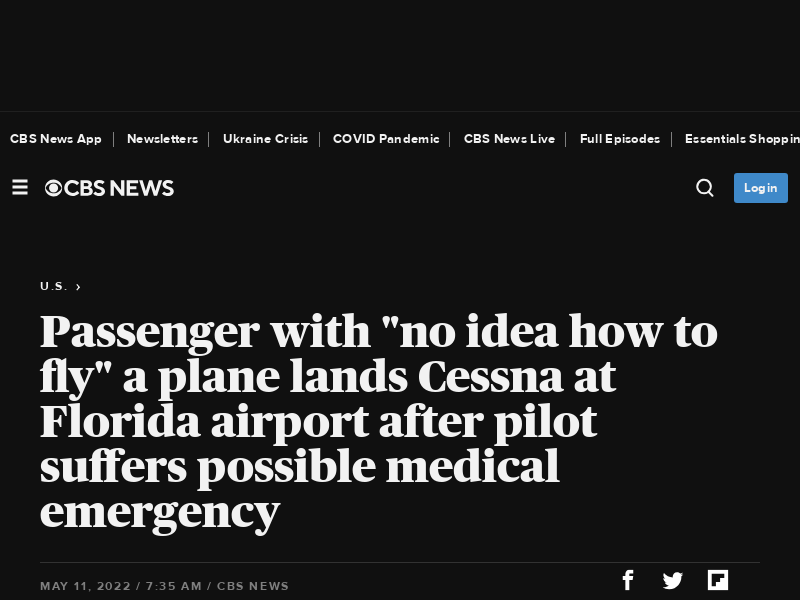 CBS News App Newsletters Ukraine Crisis COVID Pandemic CBS News Live Full Episodes Essentials Shoppin
CBS NEWS Login
U.S. ›
Passenger with "no idea how to
fly" a plane lands Cessna at
Florida airport after pilot
suffers possible medical
emergency
MAY 11, 2022 / 7:35 AM / CBS NEWS